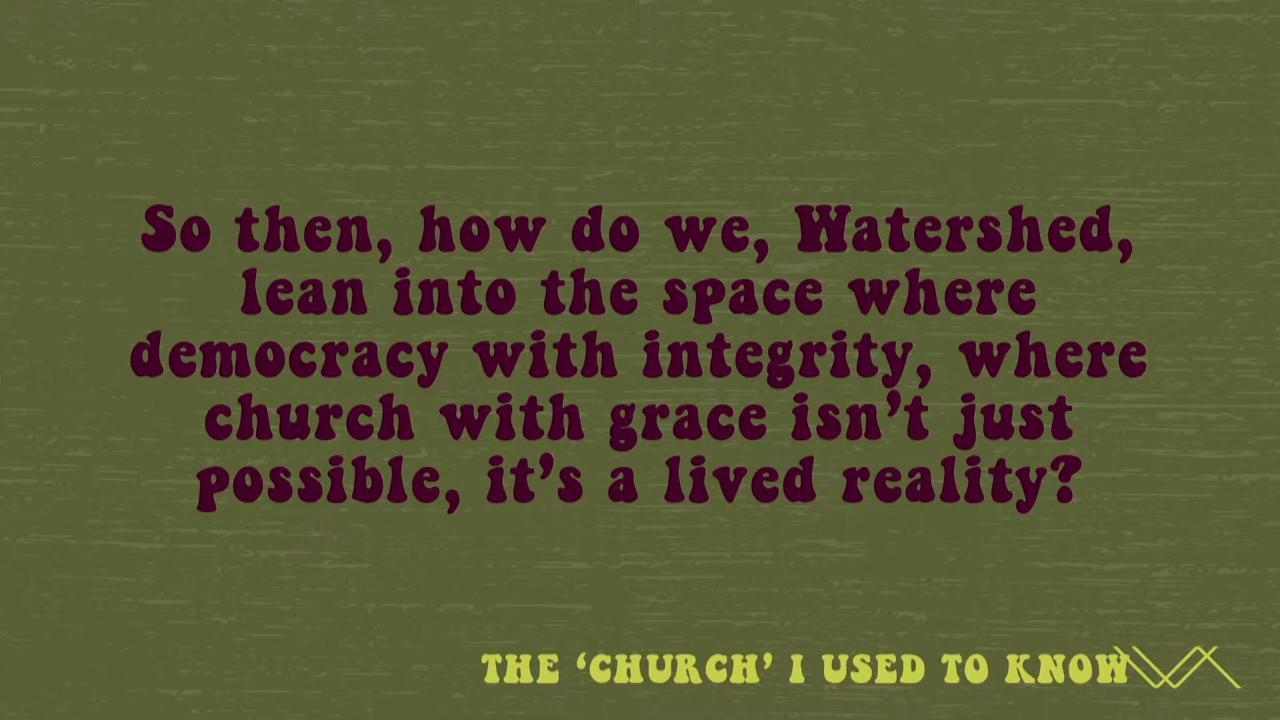 So then, how do we, Watershed,
lean into the space where
democracy with integrity, where
church with grace isn’t just
possible, it’s a lived reality?
THE ‘CHURCH’ I USED TO KNOW